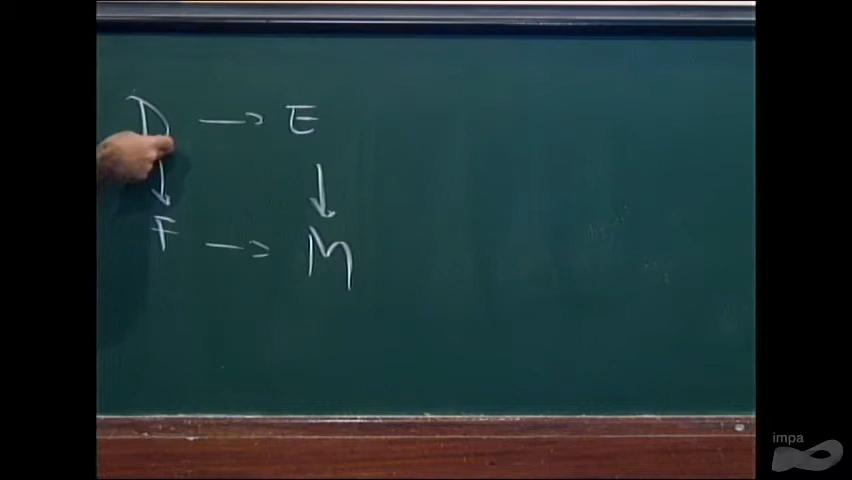 D → E
↓ ↓
F → M
impa